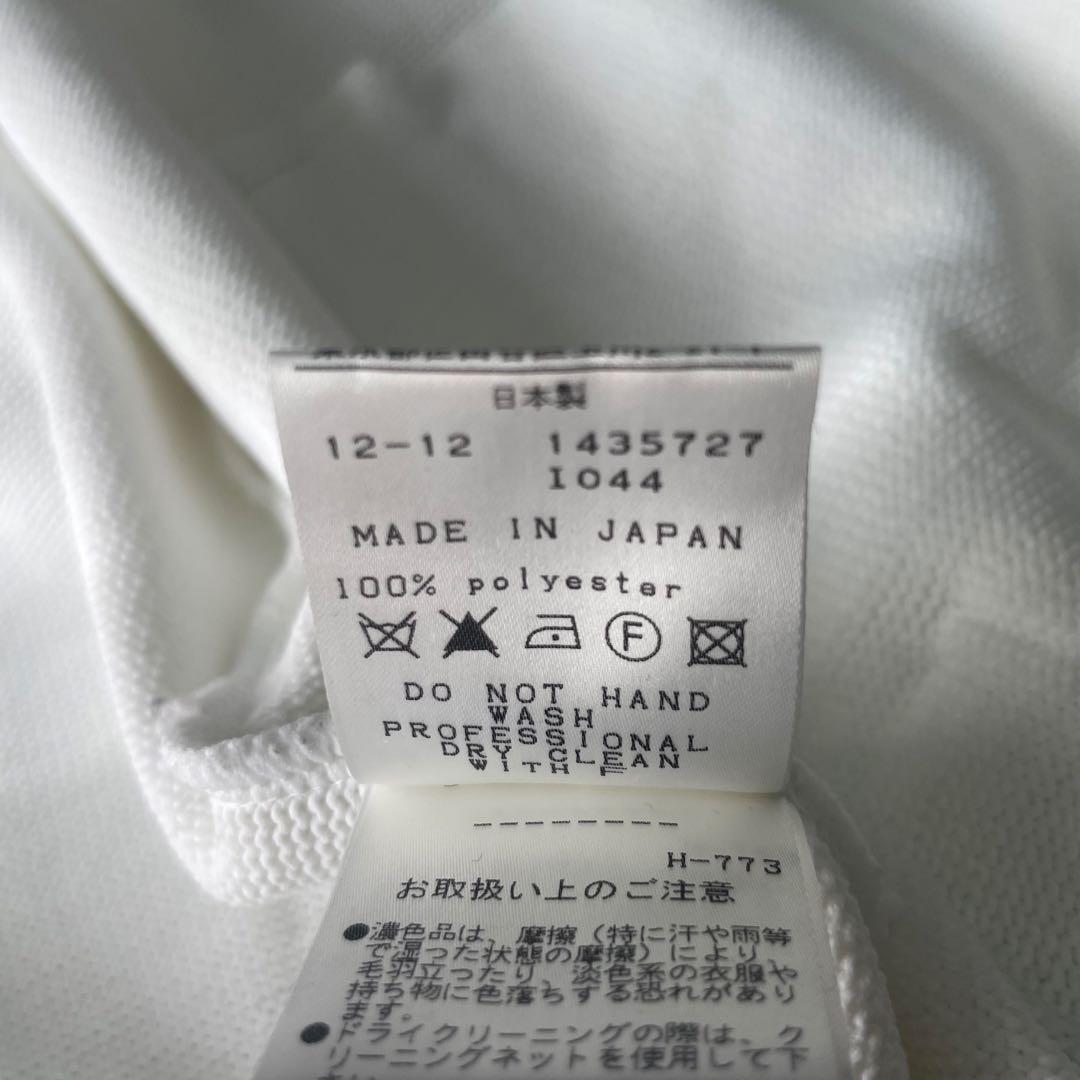 日本製
12-12 1435727
I044
MADE IN JAPAN
100% polyester
F
DO NOT HAND
WASH
PROFESSIONAL
DRY CLEAN
WITH F
--------
H-773
お取扱い上のご注意
●濃色品は、摩擦(特に汗や雨等
で湿った状態の摩擦)により
毛羽立ったり、淡色系の衣服や
持ち物に色落ちする恐れがあり
ます。
●ドライクリーニングの際は、ク
リーニングネットを使用して下